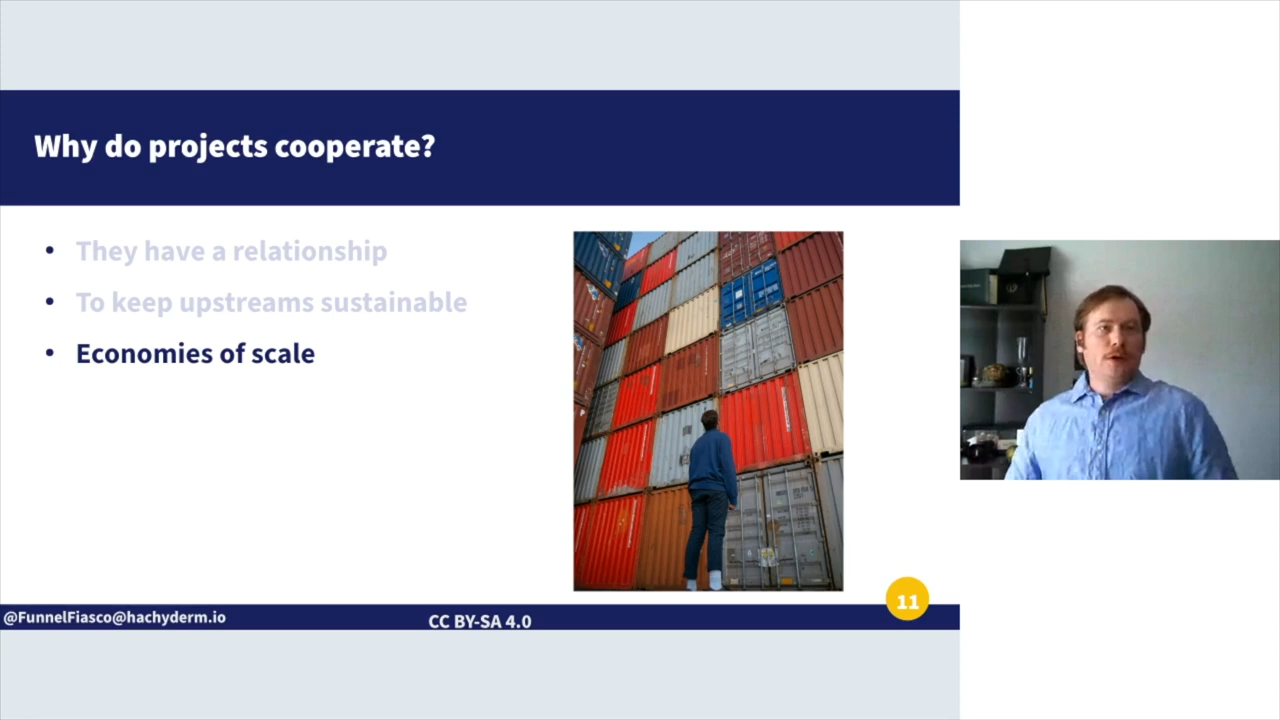 Why do projects cooperate?
• They have a relationship
• To keep upstreams sustainable
• Economies of scale
11
@FunnelFiasco@hachyderm.io
CC BY-SA 4.0